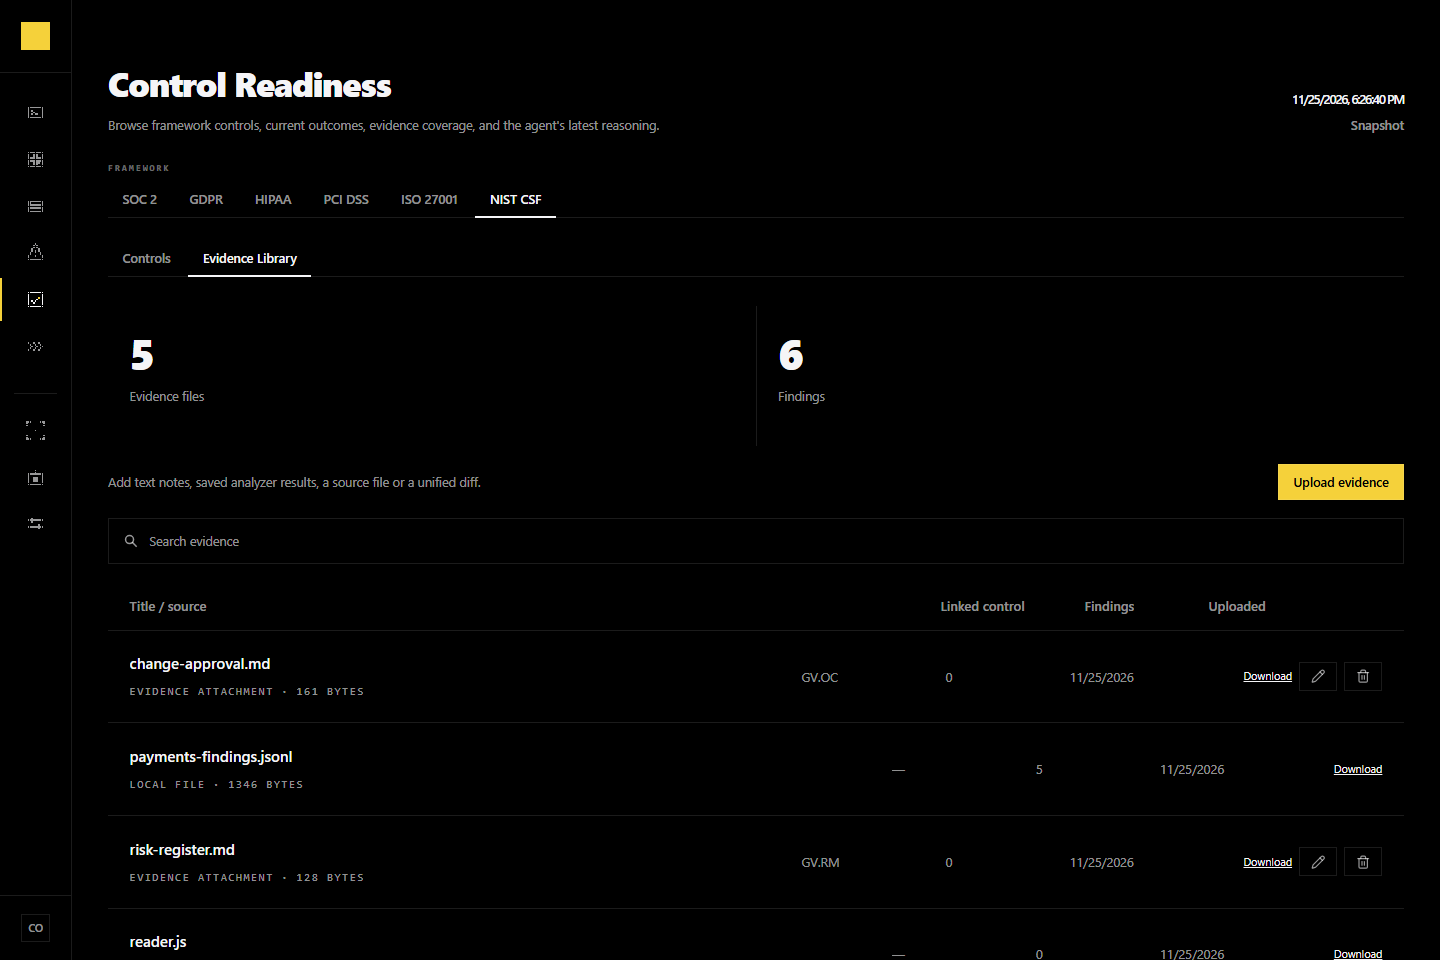 Control Readiness
11/25/2026, 6:26:40 PM
Browse framework controls, current outcomes, evidence coverage, and the agent's latest reasoning.
Snapshot
FRAMEWORK
SOC 2 GDPR HIPAA PCI DSS ISO 27001 NIST CSF
Controls Evidence Library
5 6
Evidence files Findings
Add text notes, saved analyzer results, a source file or a unified diff.
Upload evidence
Search evidence
Title / source Linked control Findings Uploaded
change-approval.md
EVIDENCE ATTACHMENT · 161 BYTES
GV.OC 0 11/25/2026 Download
payments-findings.jsonl
LOCAL FILE · 1346 BYTES
— 5 11/25/2026 Download
risk-register.md
EVIDENCE ATTACHMENT · 128 BYTES
GV.RM 0 11/25/2026 Download
reader.js
— 0 11/25/2026 Download
CO